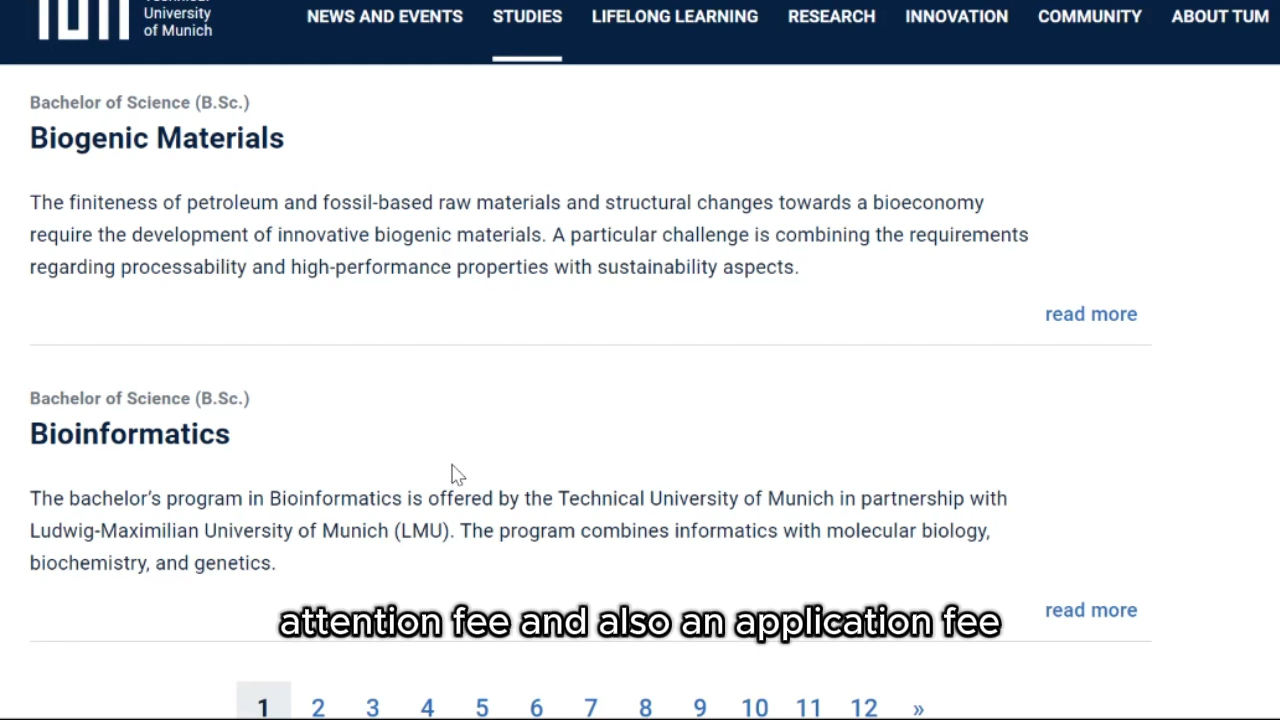 University
of Munich
NEWS AND EVENTS STUDIES LIFELONG LEARNING RESEARCH INNOVATION COMMUNITY ABOUT TUM
Bachelor of Science (B.Sc.)
Biogenic Materials
The finiteness of petroleum and fossil-based raw materials and structural changes towards a bioeconomy
require the development of innovative biogenic materials. A particular challenge is combining the requirements
regarding processability and high-performance properties with sustainability aspects.
read more
Bachelor of Science (B.Sc.)
Bioinformatics
The bachelor's program in Bioinformatics is offered by the Technical University of Munich in partnership with
Ludwig-Maximilian University of Munich (LMU). The program combines informatics with molecular biology,
biochemistry, and genetics.
read more
attention fee and also an application fee
1 2 3 4 5 6 7 8 9 10 11 12 »